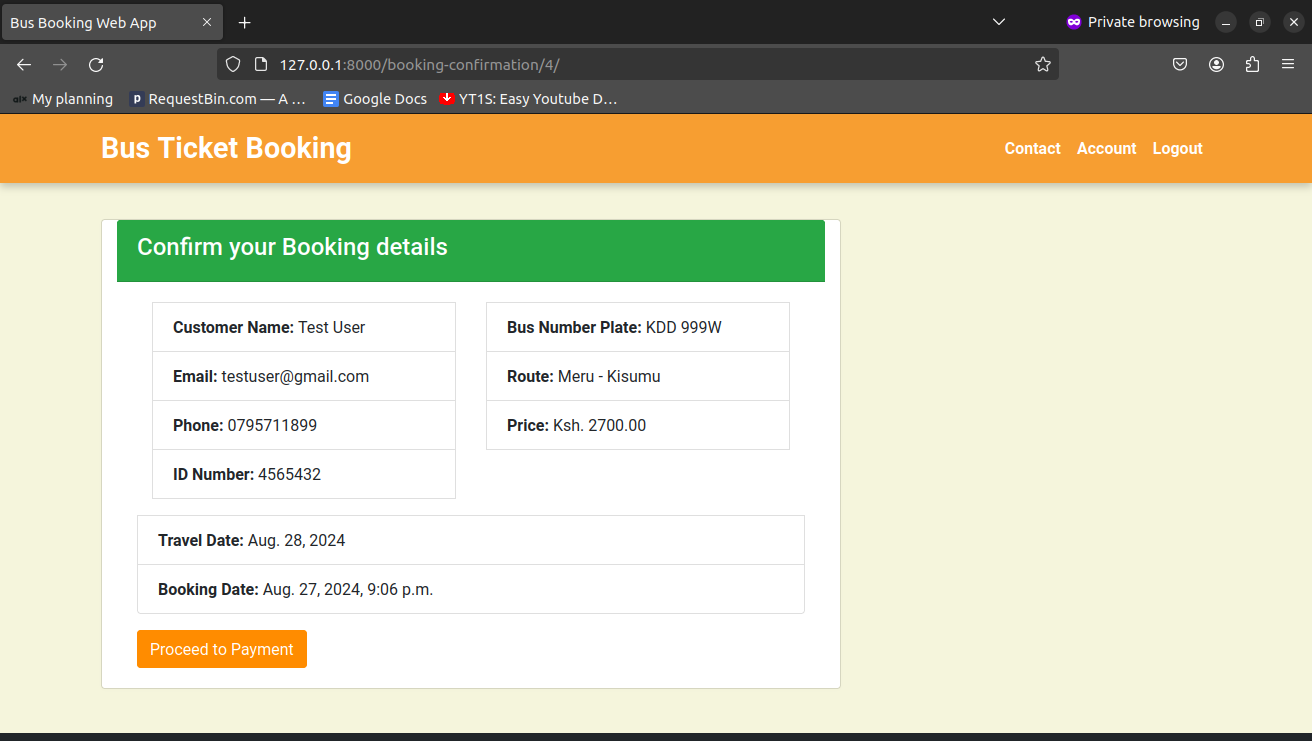 Bus Booking Web App
Private browsing
127.0.0.1:8000/booking-confirmation/4/
My planning RequestBin.com — A … Google Docs YT1S: Easy Youtube D…
Bus Ticket Booking
Contact Account Logout
Confirm your Booking details
Customer Name: Test User
Email: testuser@gmail.com
Phone: 0795711899
ID Number: 4565432
Bus Number Plate: KDD 999W
Route: Meru - Kisumu
Price: Ksh. 2700.00
Travel Date: Aug. 28, 2024
Booking Date: Aug. 27, 2024, 9:06 p.m.
Proceed to Payment